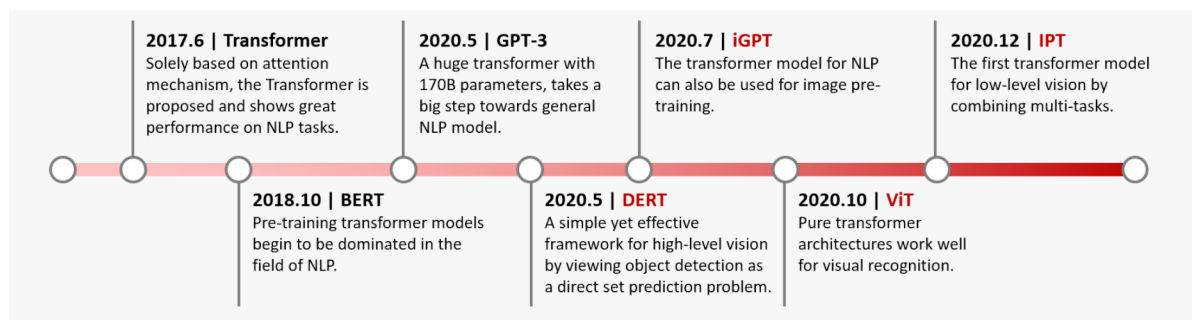 2017.6 | Transformer
Solely based on attention
mechanism, the Transformer is
proposed and shows great
performance on NLP tasks.
2018.10 | BERT
Pre-training transformer models
begin to be dominated in the
field of NLP.
2020.5 | GPT-3
A huge transformer with
170B parameters, takes a
big step towards general
NLP model.
2020.5 | DERT
A simple yet effective
framework for high-level vision
by viewing object detection as
a direct set prediction problem.
2020.7 | iGPT
The transformer model for NLP
can also be used for image pre-
training.
2020.10 | ViT
Pure transformer
architectures work well
for visual recognition.
2020.12 | IPT
The first transformer model
for low-level vision by
combining multi-tasks.